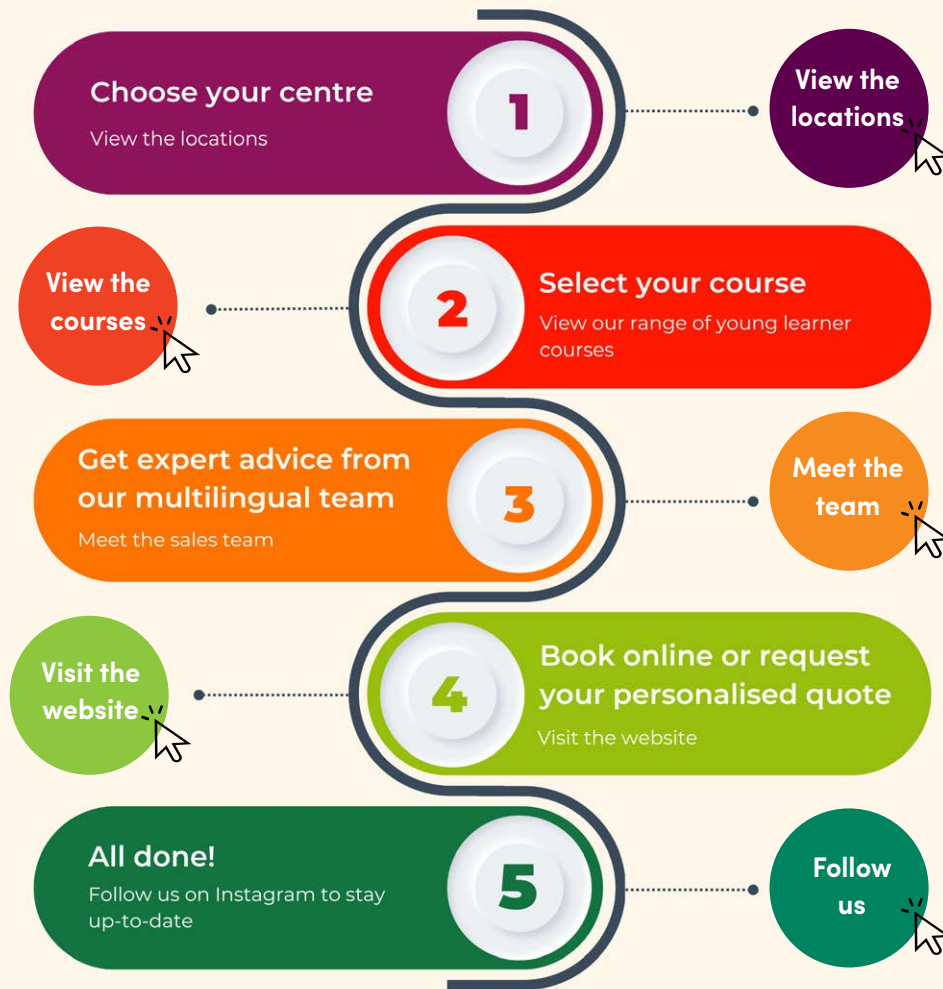 Choose your centre
View the locations
1
View the
locations
View the
courses
2
Select your course
View our range of young learner
courses
Get expert advice from
our multilingual team
Meet the sales team
3
Meet the
team
Visit the
website
4
Book online or request
your personalised quote
Visit the website
All done!
Follow us on Instagram to stay
up-to-date
5
Follow
us